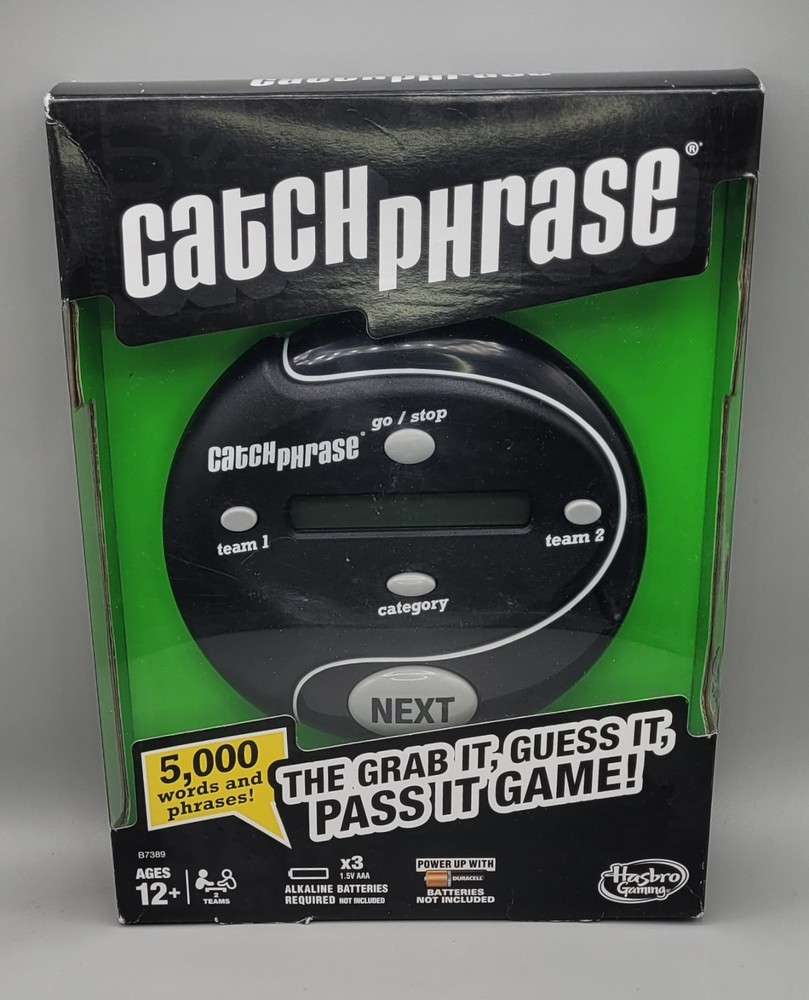 catch phrase
catch phrase®
go / stop
catch phrase®
team 1
team 2
category
NEXT
5,000
words and
phrases!
THE GRAB IT, GUESS IT,
PASS IT GAME!
B7389
AGES
12+
2
TEAMS
x3
1.5V AAA
ALKALINE BATTERIES
REQUIRED NOT INCLUDED
POWER UP WITH
DURACELL
BATTERIES
NOT INCLUDED
Hasbro
Gaming